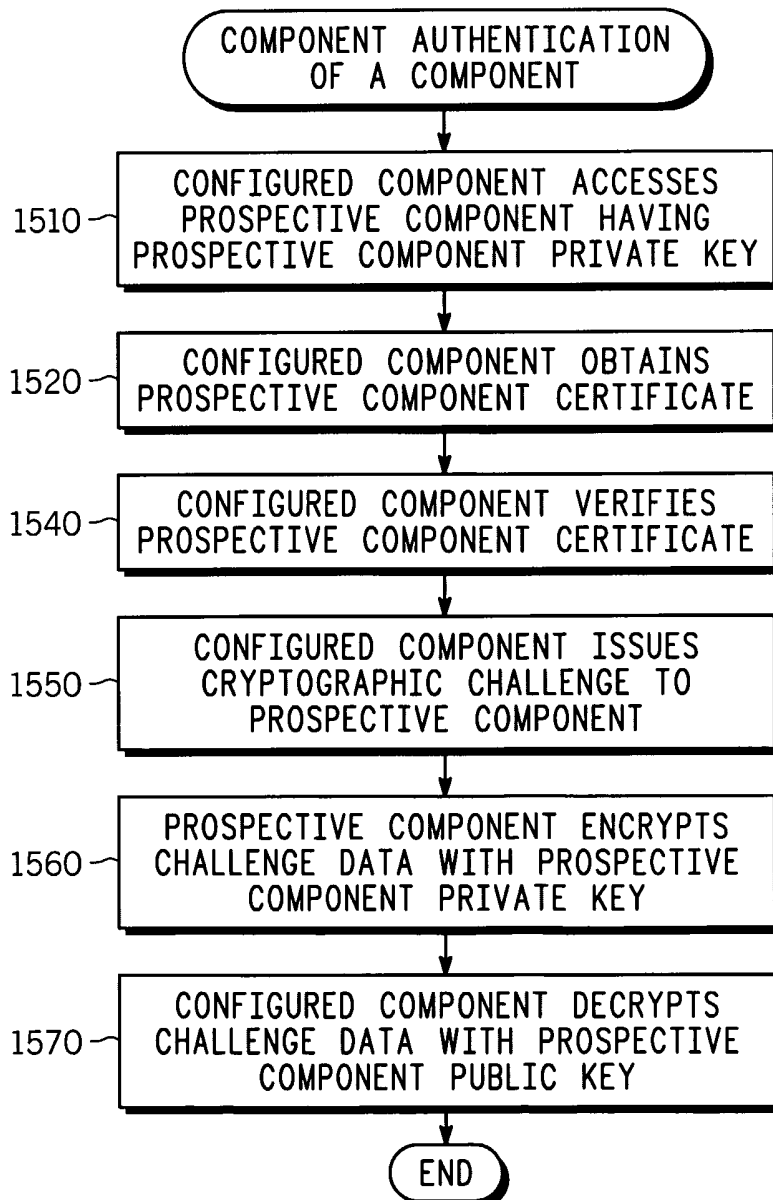 COMPONENT AUTHENTICATION
OF A COMPONENT
1510
CONFIGURED COMPONENT ACCESSES
PROSPECTIVE COMPONENT HAVING
PROSPECTIVE COMPONENT PRIVATE KEY
1520
CONFIGURED COMPONENT OBTAINS
PROSPECTIVE COMPONENT CERTIFICATE
1540
CONFIGURED COMPONENT VERIFIES
PROSPECTIVE COMPONENT CERTIFICATE
1550
CONFIGURED COMPONENT ISSUES
CRYPTOGRAPHIC CHALLENGE TO
PROSPECTIVE COMPONENT
1560
PROSPECTIVE COMPONENT ENCRYPTS
CHALLENGE DATA WITH PROSPECTIVE
COMPONENT PRIVATE KEY
1570
CONFIGURED COMPONENT DECRYPTS
CHALLENGE DATA WITH PROSPECTIVE
COMPONENT PUBLIC KEY
END